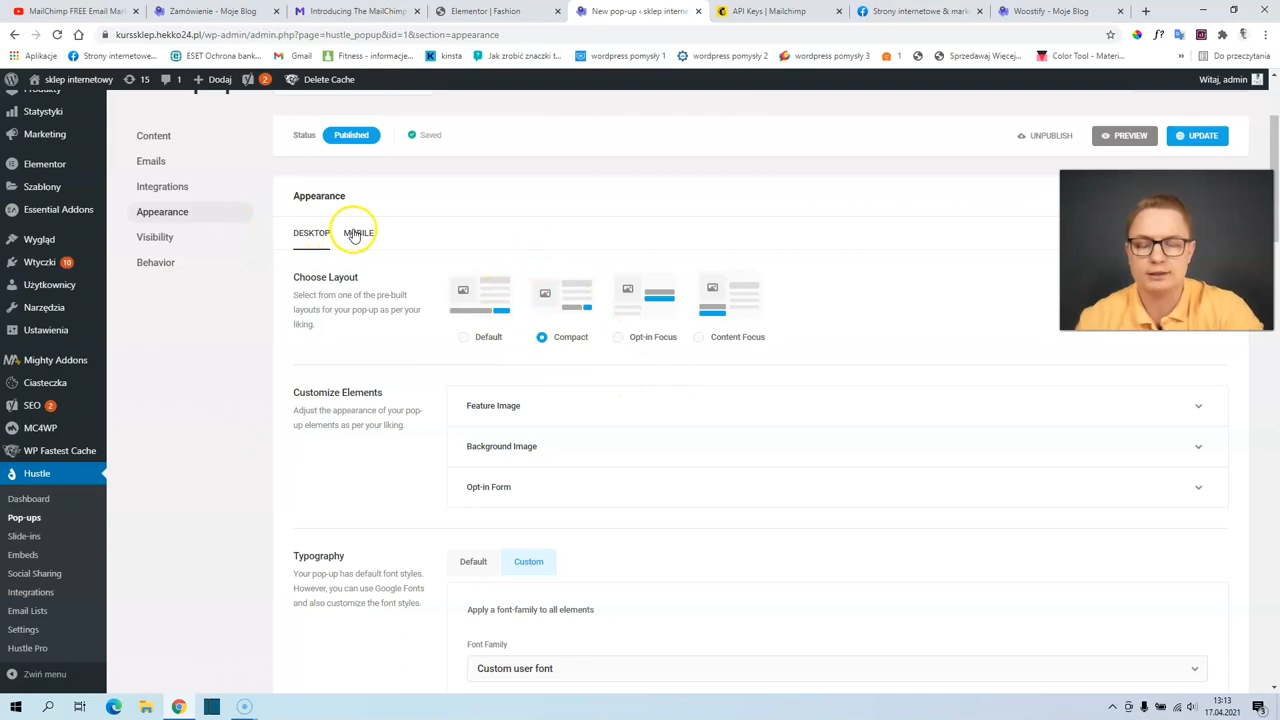 MailChimp
Zamówienie - Moje Blog
Introducing The MailChimp...
Elementor | Fashion
New pop-up - sklep interne
API Keys | Mailchimp
Strony internetowe & mark
Woostify - Moje Blog
kurssklep.hekko24.pl/wp-admin/admin.php?page=hustle_popup&id=1&section=appearance
Aplikacje
Strony internetowe...
ESET Ochrona bank...
Gmail
Fitness - informacje...
kinsta
Jak zrobić znaczek...
wordpress pomysły 1
wordpress pomysły 2
wordpress pomysły 3
1
Sprzedawaj Więcej...
Color Tool - Materi...
Do przeczytania
sklep internetowy
15
1
Dodaj
2
Delete Cache
Witaj, admin
Produkty
Statystyki
Marketing
Elementor
Szablony
Essential Addons
Wygląd
Wtyczki 10
Użytkownicy
Narzędzia
Ustawienia
Mighty Addons
Ciasteczka
SEO 2
MC4WP
WP Fastest Cache
Hustle
Dashboard
Pop-ups
Slide-ins
Embeds
Social Sharing
Integrations
Email Lists
Settings
Hustle Pro
Zwiń menu
Content
Emails
Integrations
Appearance
Visibility
Behavior
Status
Published
Saved
UNPUBLISH
PREVIEW
UPDATE
Appearance
DESKTOP
MOBILE
Choose Layout
Select from one of the pre-built
layouts for your pop-up as per your
liking.
Default
Compact
Opt-in Focus
Content Focus
Customize Elements
Adjust the appearance of your pop-
up elements as per your liking.
Feature Image
Background Image
Opt-in Form
Typography
Your pop-up has default font styles.
However, you can use Google Fonts
and also customize the font styles.
Default
Custom
Apply a font-family to all elements
Font Family
Custom user font
13:13
17.04.2021
3